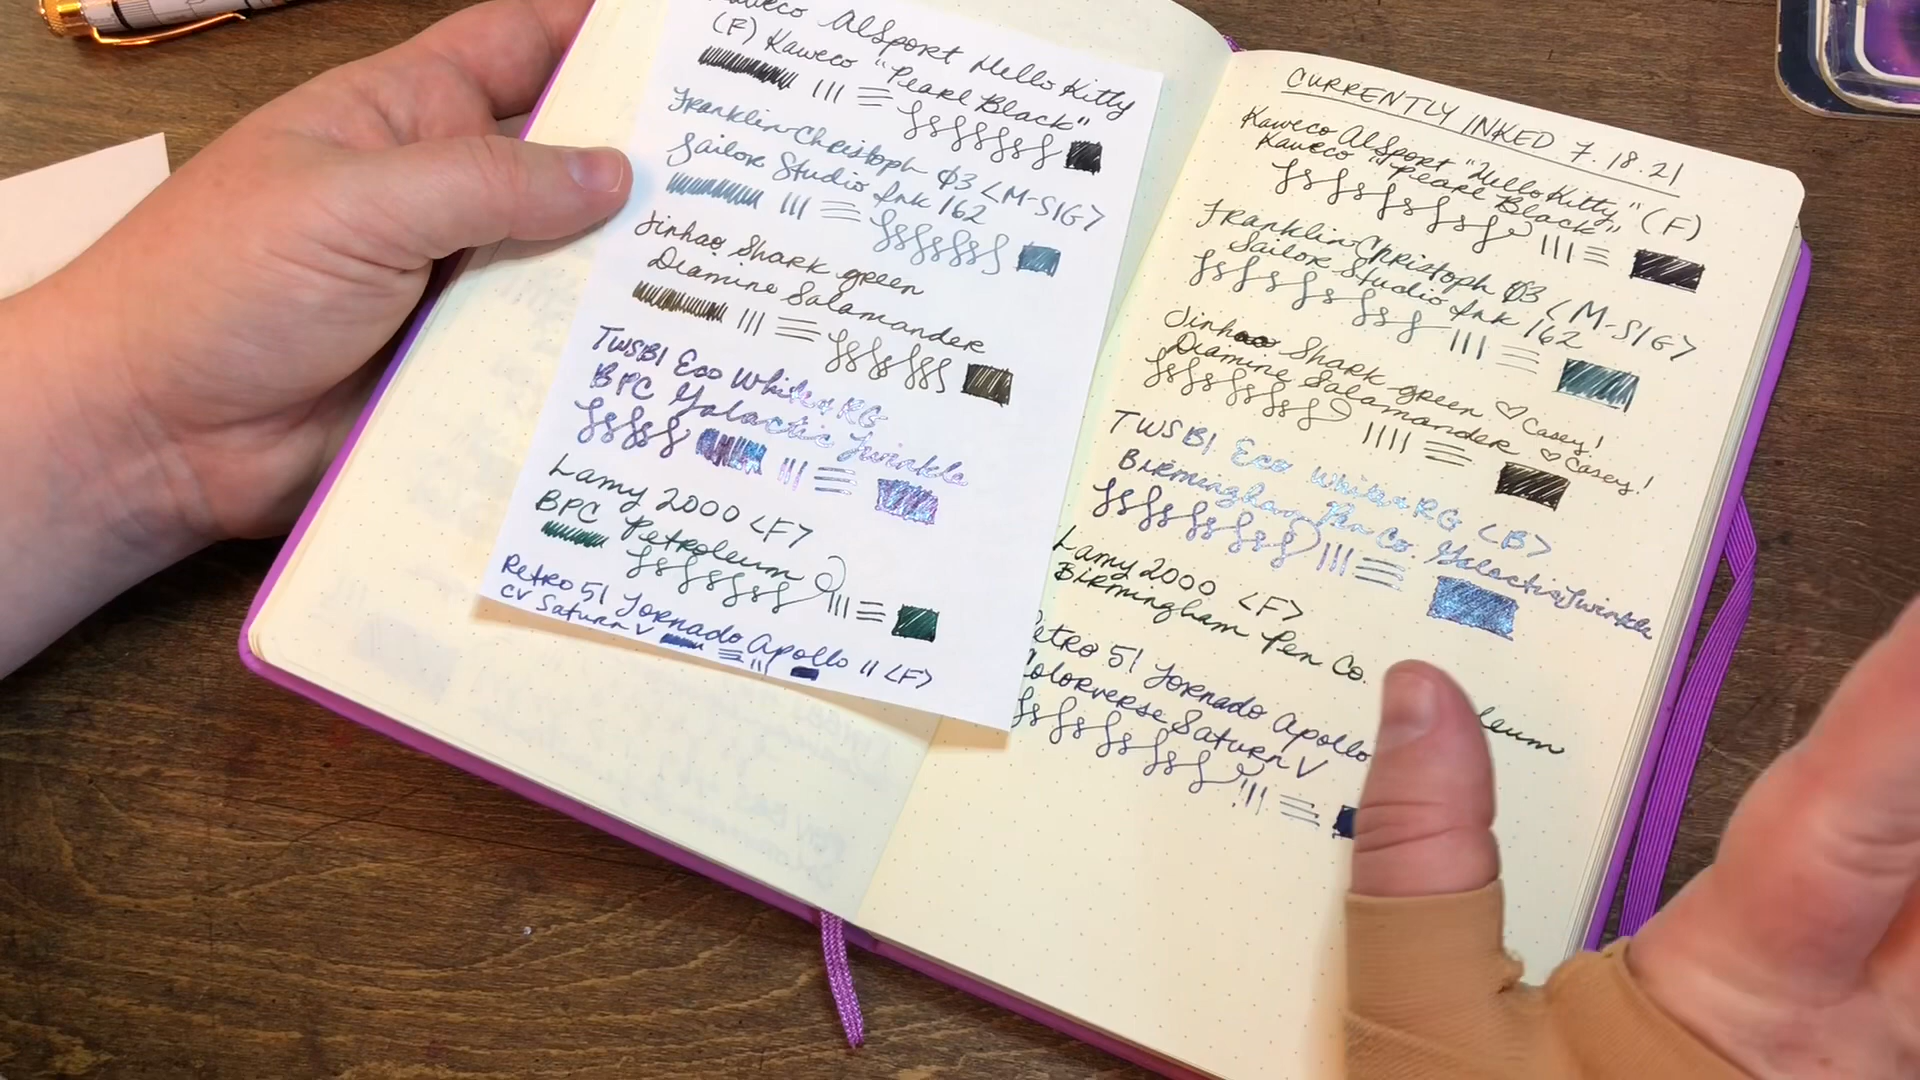 Kaweco AlSport Hello Kitty
(F) Kaweco "Pearl Black"
Franklin-Christoph 03 <M-SIG>
Sailor Studio Ink 162
Jinhao Shark green
Diamine Salamander
TWSBI Eco White & RG
BPC Galactic Twinkle
Lamy 2000 <F>
BPC Petroleum
Retro 51 Tornado Apollo 11 <F>
CV Saturn V
CURRENTLY INKED 7.18.21
Kaweco AlSport "Hello Kitty" (F)
Kaweco "Pearl Black"
Franklin-Christoph 03 <M-SIG>
Sailor Studio Ink 162
Jinhao Shark green ♡ Casey!
Diamine Salamander ♡ Casey!
TWSBI Eco White & RG <B>
Birmingham Pen Co. Galactic Twinkle
Lamy 2000 <F>
Birmingham Pen Co. leum
etro 51 Tornado Apollo
Colorverse Saturn V